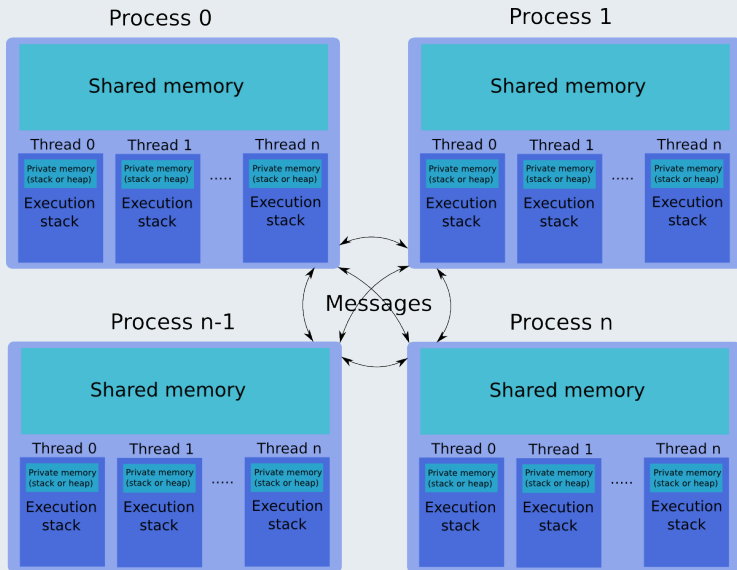 Process 0
Process 1
Shared memory
Shared memory
Thread 0 Thread 1 Thread n
Thread 0 Thread 1 Thread n
Private memory
(stack or heap)
Execution
stack
Private memory
(stack or heap)
Execution
stack
.....
Private memory
(stack or heap)
Execution
stack
Private memory
(stack or heap)
Execution
stack
Private memory
(stack or heap)
Execution
stack
.....
Private memory
(stack or heap)
Execution
stack
Messages
Process n-1
Process n
Shared memory
Shared memory
Thread 0 Thread 1 Thread n
Thread 0 Thread 1 Thread n
Private memory
(stack or heap)
Execution
stack
Private memory
(stack or heap)
Execution
stack
.....
Private memory
(stack or heap)
Execution
stack
Private memory
(stack or heap)
Execution
stack
Private memory
(stack or heap)
Execution
stack
.....
Private memory
(stack or heap)
Execution
stack